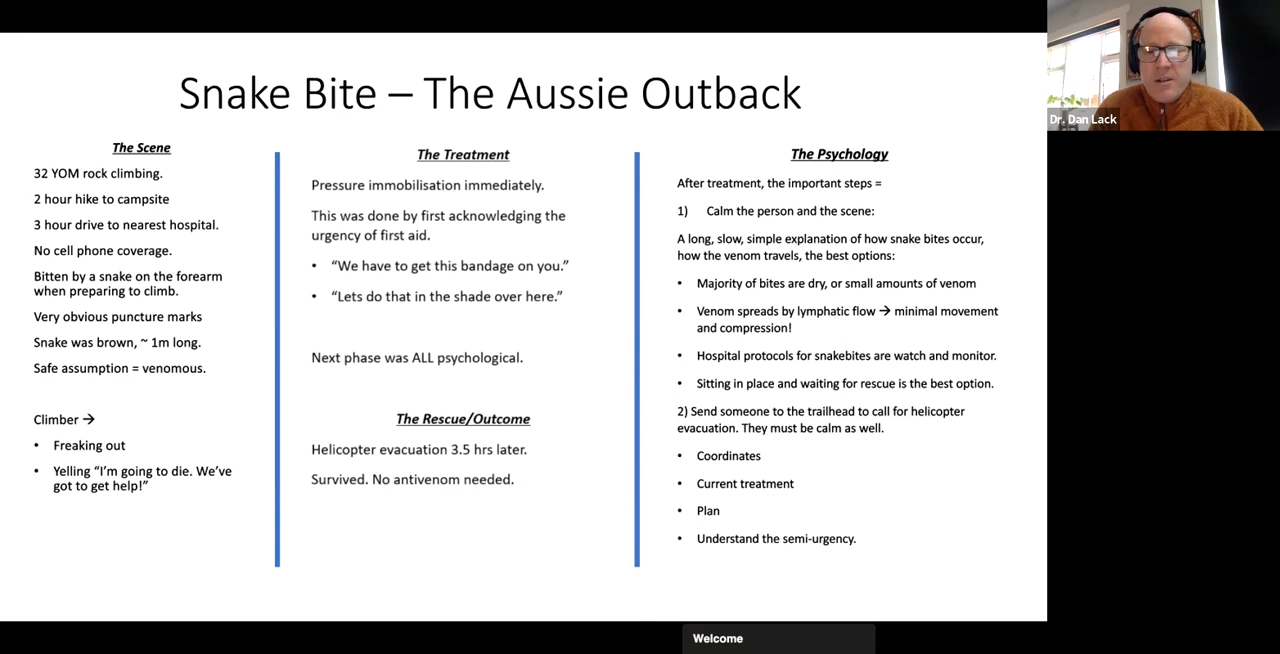 Snake Bite – The Aussie Outback
The Scene
32 YOM rock climbing.
2 hour hike to campsite
3 hour drive to nearest hospital.
No cell phone coverage.
Bitten by a snake on the forearm
when preparing to climb.
Very obvious puncture marks
Snake was brown, ~ 1m long.
Safe assumption = venomous.
Climber →
• Freaking out
• Yelling “I’m going to die. We’ve
got to get help!”
The Treatment
Pressure immobilisation immediately.
This was done by first acknowledging the
urgency of first aid.
• “We have to get this bandage on you.”
• “Lets do that in the shade over here.”
Next phase was ALL psychological.
The Rescue/Outcome
Helicopter evacuation 3.5 hrs later.
Survived. No antivenom needed.
The Psychology
After treatment, the important steps =
1) Calm the person and the scene:
A long, slow, simple explanation of how snake bites occur,
how the venom travels, the best options:
• Majority of bites are dry, or small amounts of venom
• Venom spreads by lymphatic flow → minimal movement
and compression!
• Hospital protocols for snakebites are watch and monitor.
• Sitting in place and waiting for rescue is the best option.
2) Send someone to the trailhead to call for helicopter
evacuation. They must be calm as well.
• Coordinates
• Current treatment
• Plan
• Understand the semi-urgency.
Dr. Dan Lack
Welcome